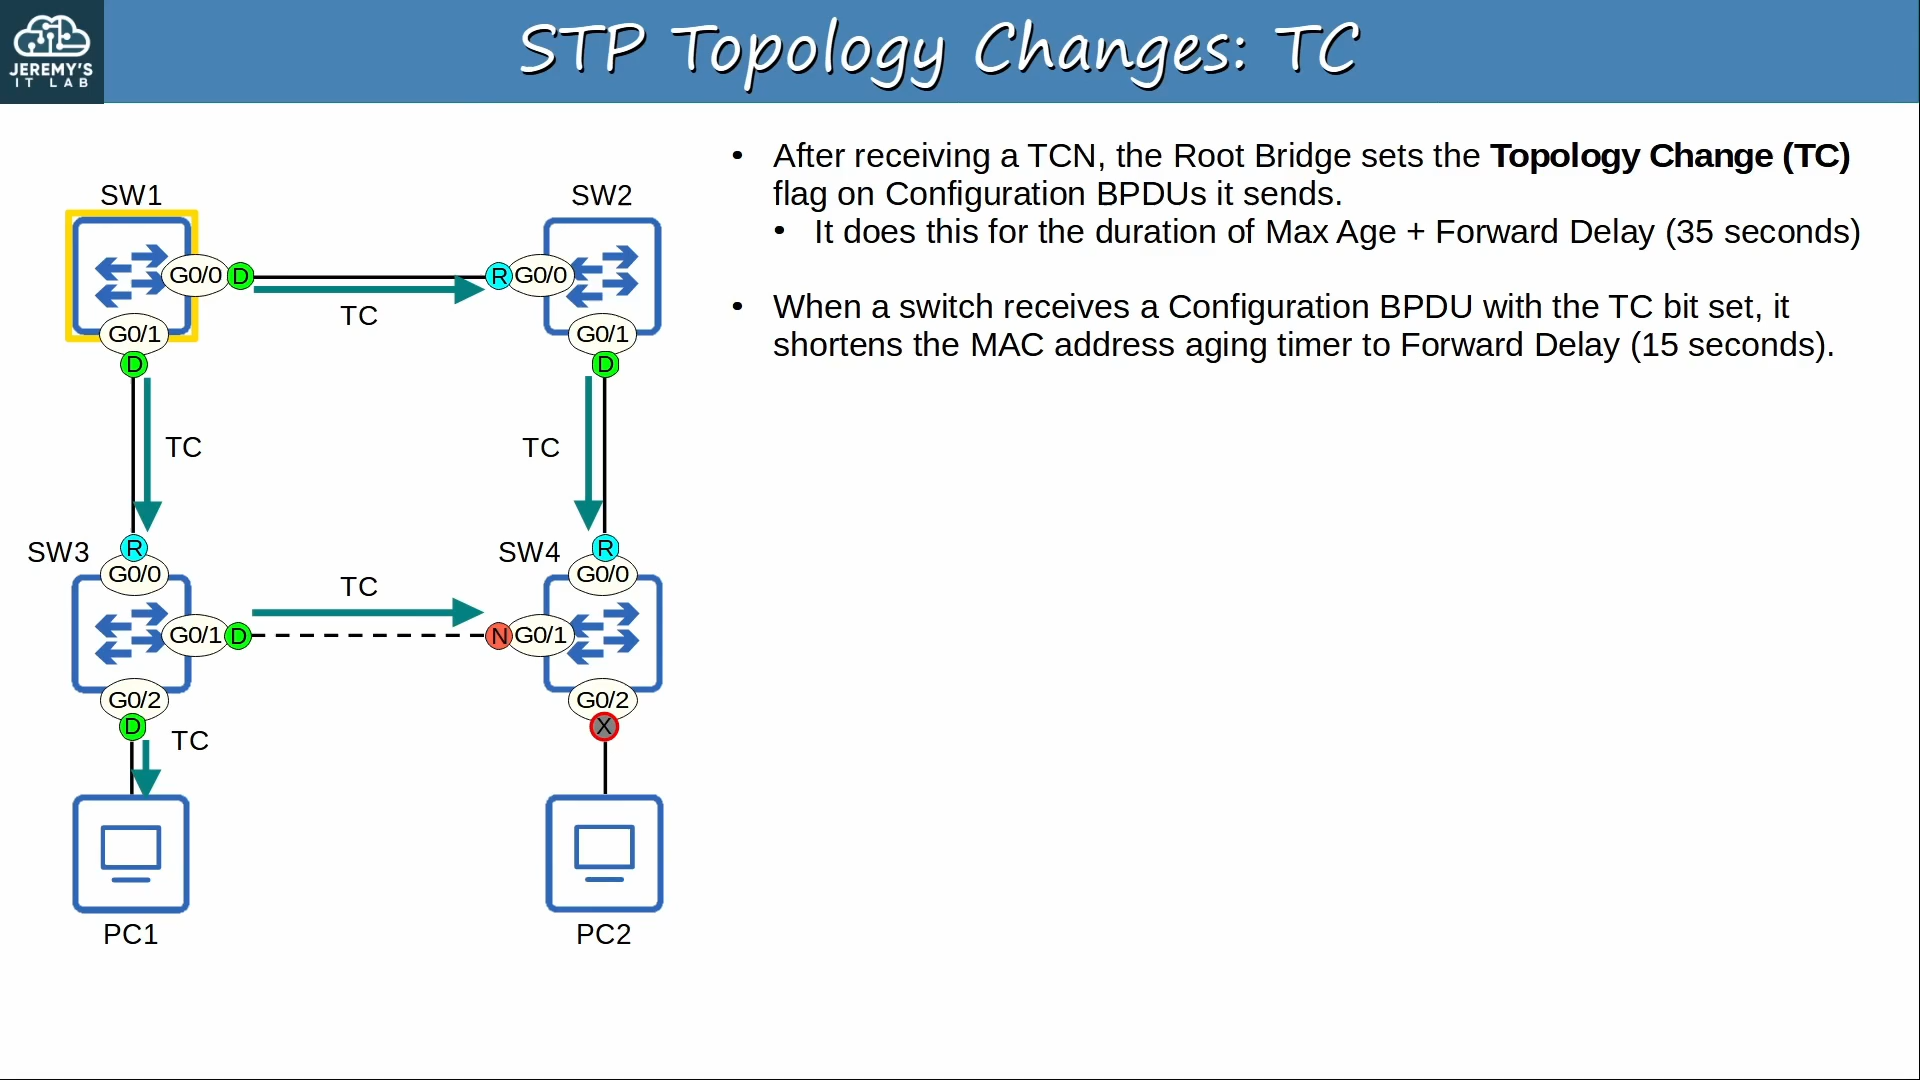 JEREMY'S
IT LAB
STP Topology Changes: TC
• After receiving a TCN, the Root Bridge sets the Topology Change (TC)
flag on Configuration BPDUs it sends.
• It does this for the duration of Max Age + Forward Delay (35 seconds)
• When a switch receives a Configuration BPDU with the TC bit set, it
shortens the MAC address aging timer to Forward Delay (15 seconds).
SW1
SW2
G0/0
D
R
G0/0
TC
G0/1
D
G0/1
D
TC
TC
SW3
R
G0/0
SW4
R
G0/0
TC
G0/1
D
N
G0/1
G0/2
D
G0/2
X
TC
PC1
PC2